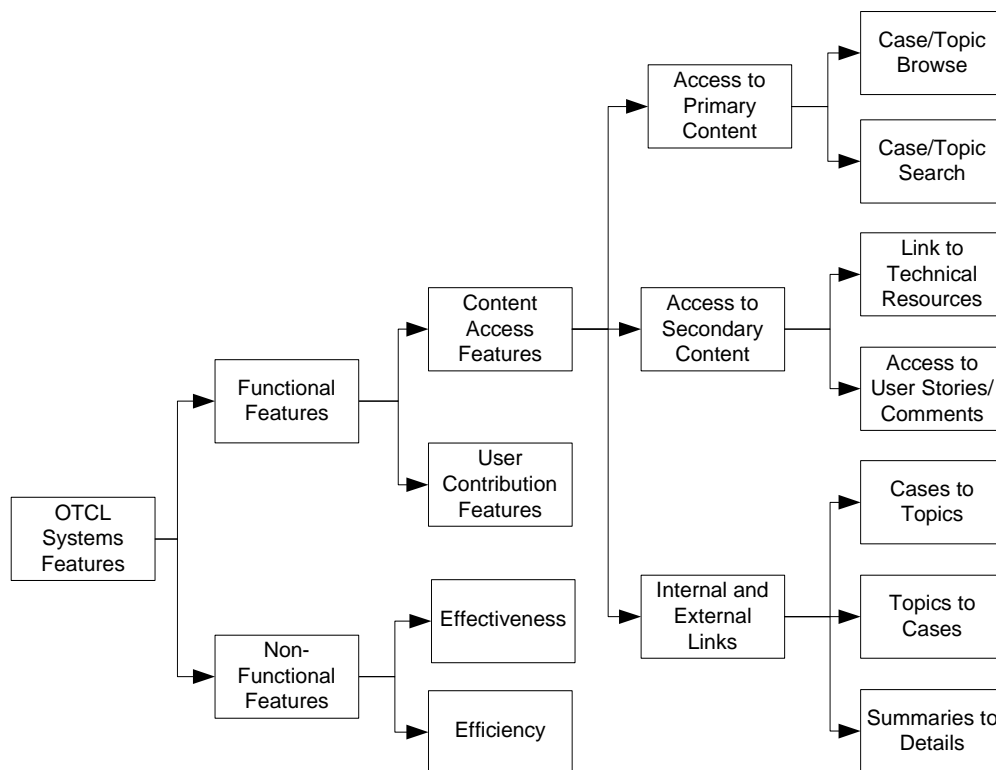 OTCL
Systems
Features
Functional
Features
Non-
Functional
Features
Content
Access
Features
User
Contribution
Features
Effectiveness
Efficiency
Access to
Primary
Content
Access to
Secondary
Content
Internal and
External
Links
Case/Topic
Browse
Case/Topic
Search
Link to
Technical
Resources
Access to
User Stories/
Comments
Cases to
Topics
Topics to
Cases
Summaries to
Details